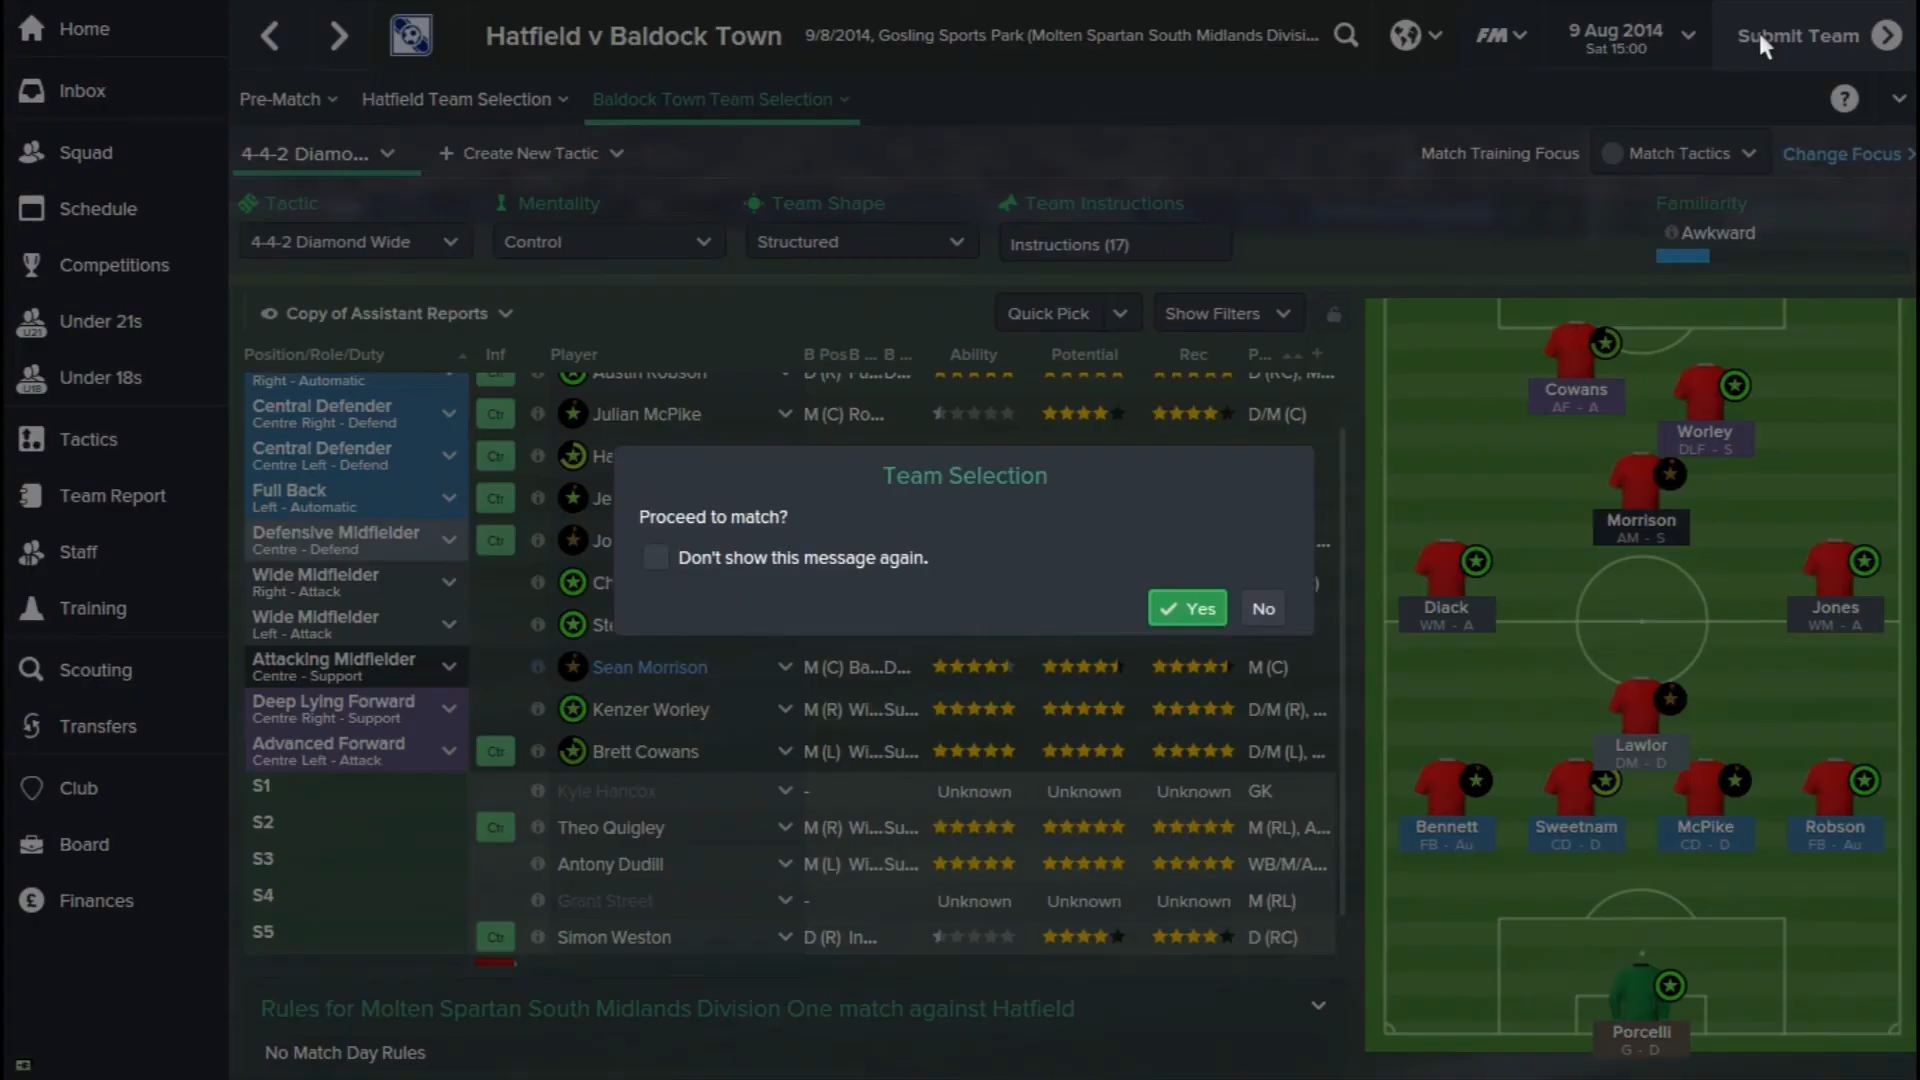 Home
Inbox
Squad
Schedule
Competitions
Under 21s
Under 18s
Tactics
Team Report
Staff
Training
Scouting
Transfers
Club
Board
Finances
Hatfield v Baldock Town
9/8/2014, Gosling Sports Park (Molten Spartan South Midlands Divisi...
FM
9 Aug 2014
Sat 15:00
Submit Team
Pre-Match
Hatfield Team Selection
Baldock Town Team Selection
4-4-2 Diamo...
+ Create New Tactic
Match Training Focus
Match Tactics
Change Focus
Tactic
Mentality
Team Shape
Team Instructions
Familiarity
4-4-2 Diamond Wide
Control
Structured
Instructions (17)
Awkward
Copy of Assistant Reports
Quick Pick
Show Filters
Position/Role/Duty Inf Player B Pos B ... B ... Ability Potential Rec P...
Right - Automatic
Austin Robson
Central Defender
Centre Right - Defend
Ctr Julian McPike M (C) Ro... D/M (C)
Central Defender
Centre Left - Defend
Ctr Ha
Full Back
Left - Automatic
Ctr Je
Defensive Midfielder
Centre - Defend
Ctr Jo ...
Wide Midfielder
Right - Attack
Ch
Wide Midfielder
Left - Attack
Ste
Attacking Midfielder
Centre - Support
Sean Morrison M (C) Ba...D... M (C)
Deep Lying Forward
Centre Right - Support
Kenzer Worley M (R) Wi...Su... D/M (R), ...
Advanced Forward
Centre Left - Attack
Ctr Brett Cowans M (L) Wi...Su... D/M (L), ...
S1 Kyle Hancox - Unknown Unknown Unknown GK
S2 Ctr Theo Quigley M (R) Wi...Su... M (RL), A...
S3 Antony Dudill M (L) Wi...Su... WB/M/A...
S4 Grant Street - Unknown Unknown Unknown M (RL)
S5 Ctr Simon Weston D (R) In... D (RC)
Team Selection
Proceed to match?
Don't show this message again.
Yes
No
Cowans
AF - A
Worley
DLF - S
Morrison
AM - S
Diack
WM - A
Jones
WM - A
Lawlor
DM - D
Bennett
FB - Au
Sweetnam
CD - D
McPike
CD - D
Robson
FB - Au
Porcelli
G - D
Rules for Molten Spartan South Midlands Division One match against Hatfield
No Match Day Rules